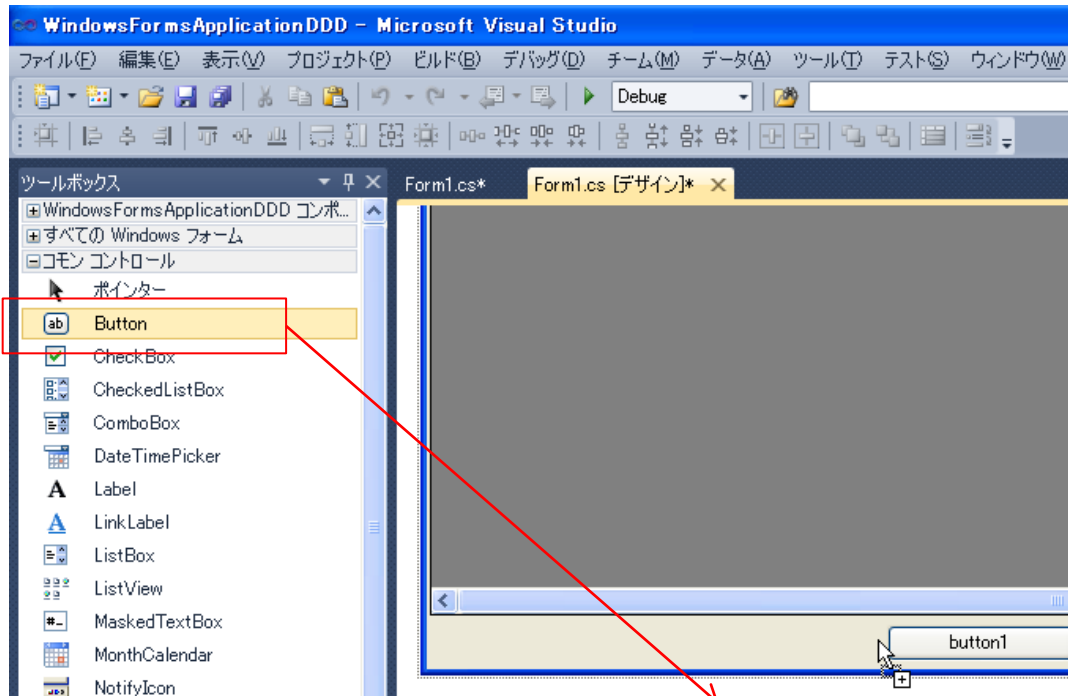 WindowsFormsApplicationDDD - Microsoft Visual Studio
ファイル(F) 編集(E) 表示(V) プロジェクト(P) ビルド(B) デバッグ(D) チーム(M) データ(A) ツール(T) テスト(S) ウィンドウ(W)
Debug
ツールボックス
Form1.cs* Form1.cs [デザイン]*
WindowsFormsApplicationDDD コンポ...
すべての Windows フォーム
コモン コントロール
ポインター
Button
CheckBox
CheckedListBox
ComboBox
DateTimePicker
Label
LinkLabel
ListBox
ListView
MaskedTextBox
MonthCalendar
NotifyIcon
button1